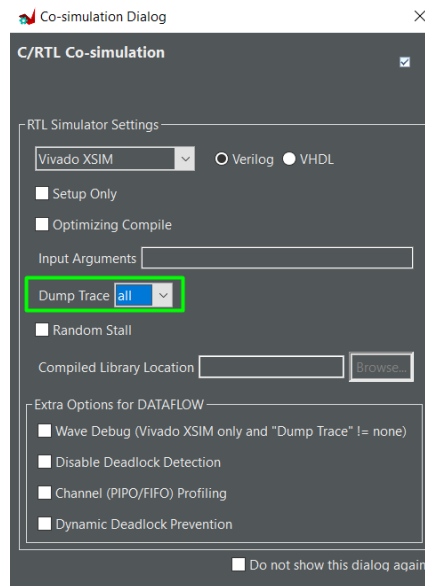 Co-simulation Dialog
C/RTL Co-simulation
RTL Simulator Settings
Vivado XSIM Verilog VHDL
Setup Only
Optimizing Compile
Input Arguments
Dump Trace all
Random Stall
Compiled Library Location Browse...
Extra Options for DATAFLOW
Wave Debug (Vivado XSIM only and "Dump Trace" != none)
Disable Deadlock Detection
Channel (PIPO/FIFO) Profiling
Dynamic Deadlock Prevention
Do not show this dialog again